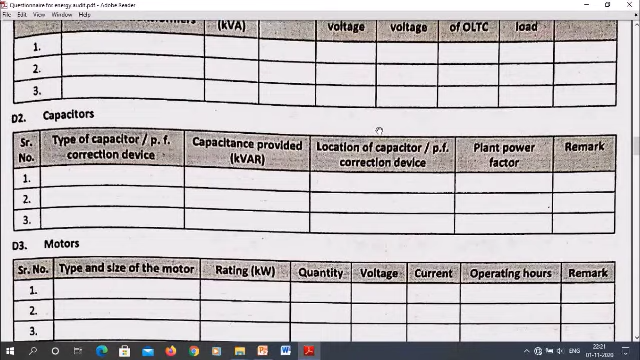 Questionnaire for energy audit.pdf - Adobe Reader
File Edit View Window Help
(kVA) voltage voltage of OLTC load
1.
2.
3.
D2. Capacitors
Sr. No. Type of capacitor / p. f. correction device Capacitance provided (kVAR) Location of capacitor / p.f. correction device Plant power factor Remark
1.
2.
3.
D3. Motors
Sr. No. Type and size of the motor Rating (kW) Quantity Voltage Current Operating hours Remark
1.
2.
3.
ENG
22:21
01-11-2020